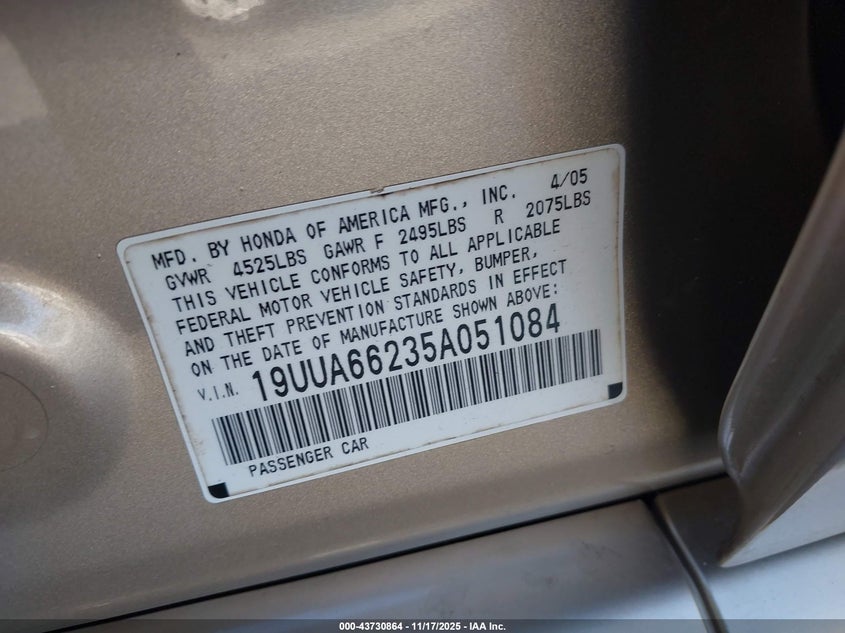 MFD. BY HONDA OF AMERICA MFG., INC. 4/05
GVWR 4525LBS GAWR F 2495LBS R 2075LBS
THIS VEHICLE CONFORMS TO ALL APPLICABLE
FEDERAL MOTOR VEHICLE SAFETY, BUMPER,
AND THEFT PREVENTION STANDARDS IN EFFECT
ON THE DATE OF MANUFACTURE SHOWN ABOVE:
V.I.N. 19UUA66235A051084
PASSENGER CAR
000-43730864 - 11/17/2025 - IAA Inc.